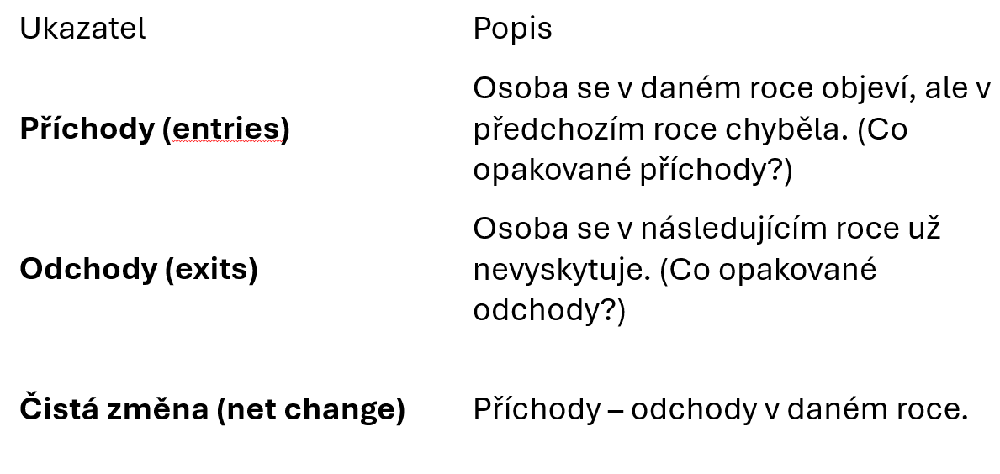 Ukazatel
Popis
Příchody (entries)
Osoba se v daném roce objeví, ale v
předchozím roce chyběla. (Co
opakované příchody?)
Odchody (exits)
Osoba se v následujícím roce už
nevyskytuje. (Co opakované
odchody?)
Čistá změna (net change)
Příchody – odchody v daném roce.